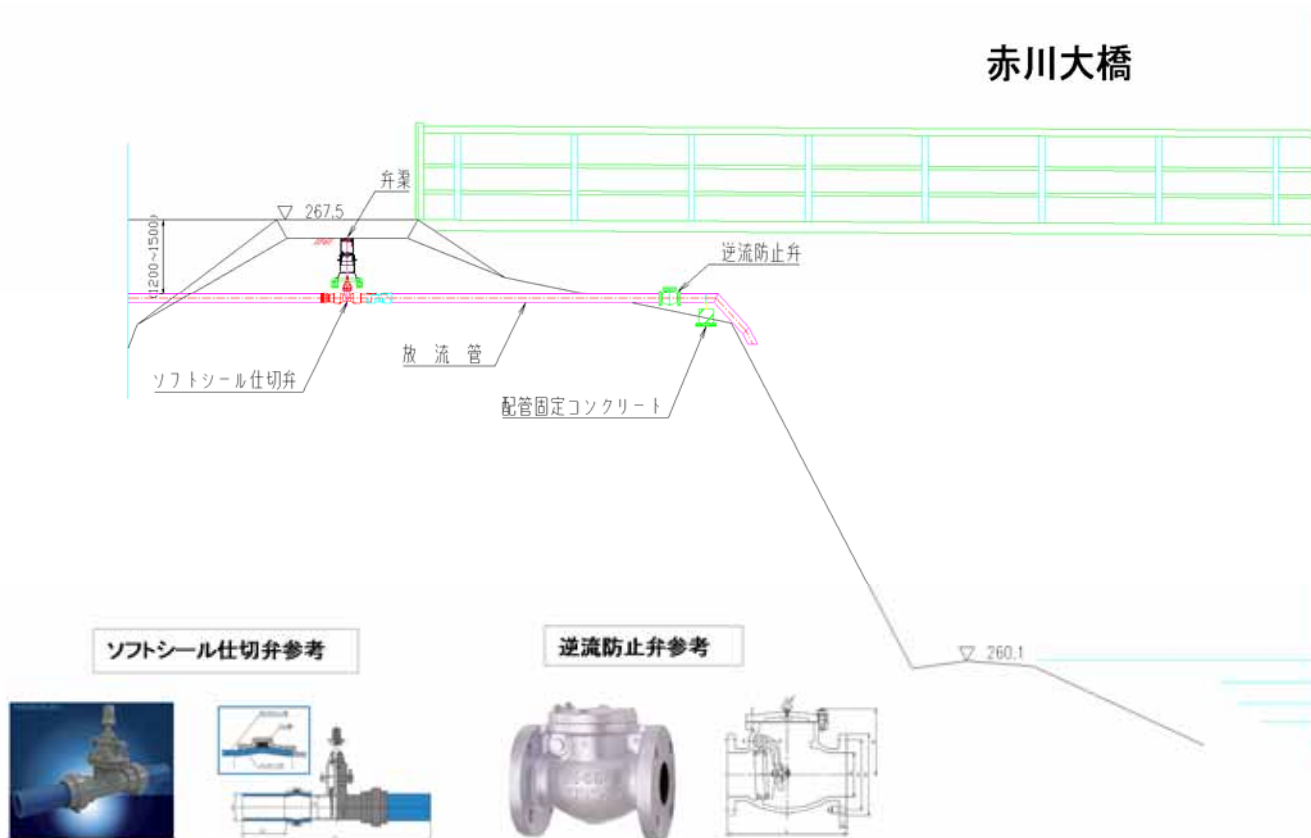 赤川大橋
弁渠
267.5
(1200~1500)
逆流防止弁
放 流 管
ソフトシール仕切弁
配管固定コンクリート
260.1
ソフトシール仕切弁参考
逆流防止弁参考